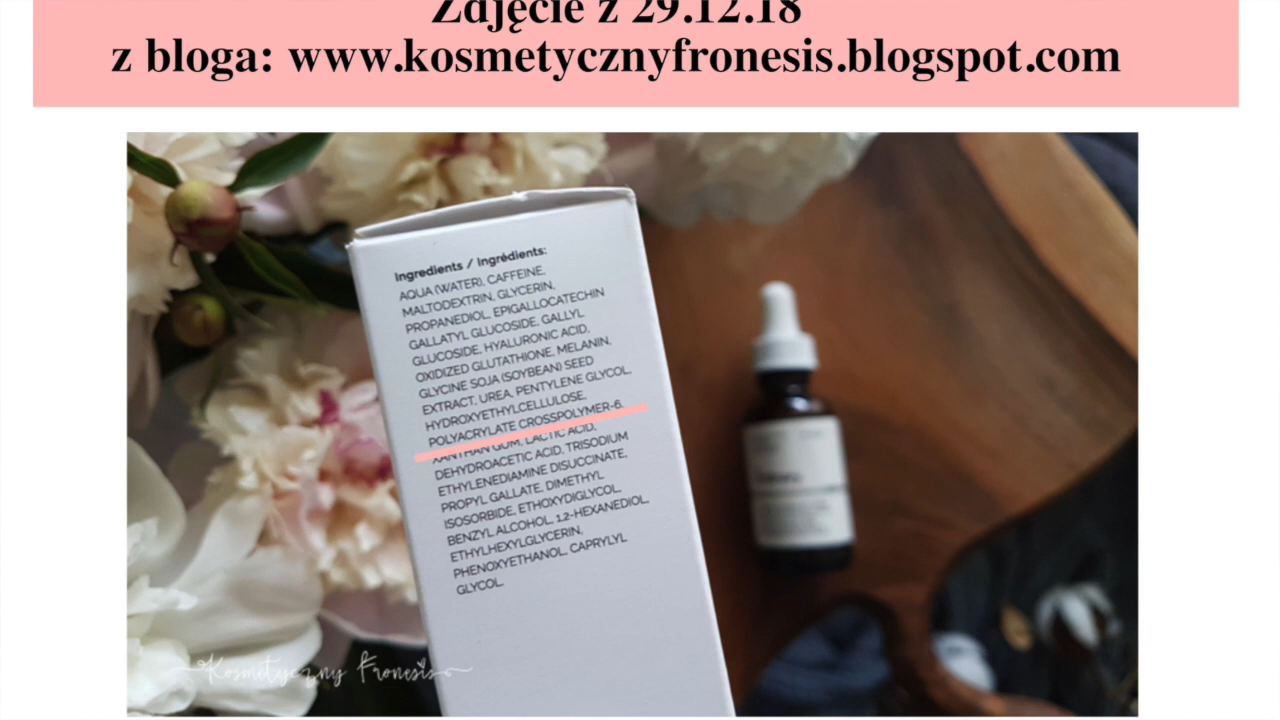 Zdjęcie z 29.12.18
z bloga: www.kosmetycznyfronesis.blogspot.com
Ingredients / Ingrédients:
AQUA (WATER), CAFFEINE,
MALTODEXTRIN, GLYCERIN,
PROPANEDIOL, EPIGALLOCATECHIN
GALLATYL GLUCOSIDE, GALLYL
GLUCOSIDE, HYALURONIC ACID,
OXIDIZED GLUTATHIONE, MELANIN,
GLYCINE SOJA (SOYBEAN) SEED
EXTRACT, UREA, PENTYLENE GLYCOL,
HYDROXYETHYLCELLULOSE,
POLYACRYLATE CROSSPOLYMER-6,
XANTHAN GUM, LACTIC ACID,
DEHYDROACETIC ACID, TRISODIUM
ETHYLENEDIAMINE DISUCCINATE,
PROPYL GALLATE, DIMETHYL
ISOSORBIDE, ETHOXYDIGLYCOL,
BENZYL ALCOHOL, 1,2-HEXANEDIOL,
ETHYLHEXYLGLYCERIN,
PHENOXYETHANOL, CAPRYLYL
GLYCOL.
Kosmetyczny Fronesis